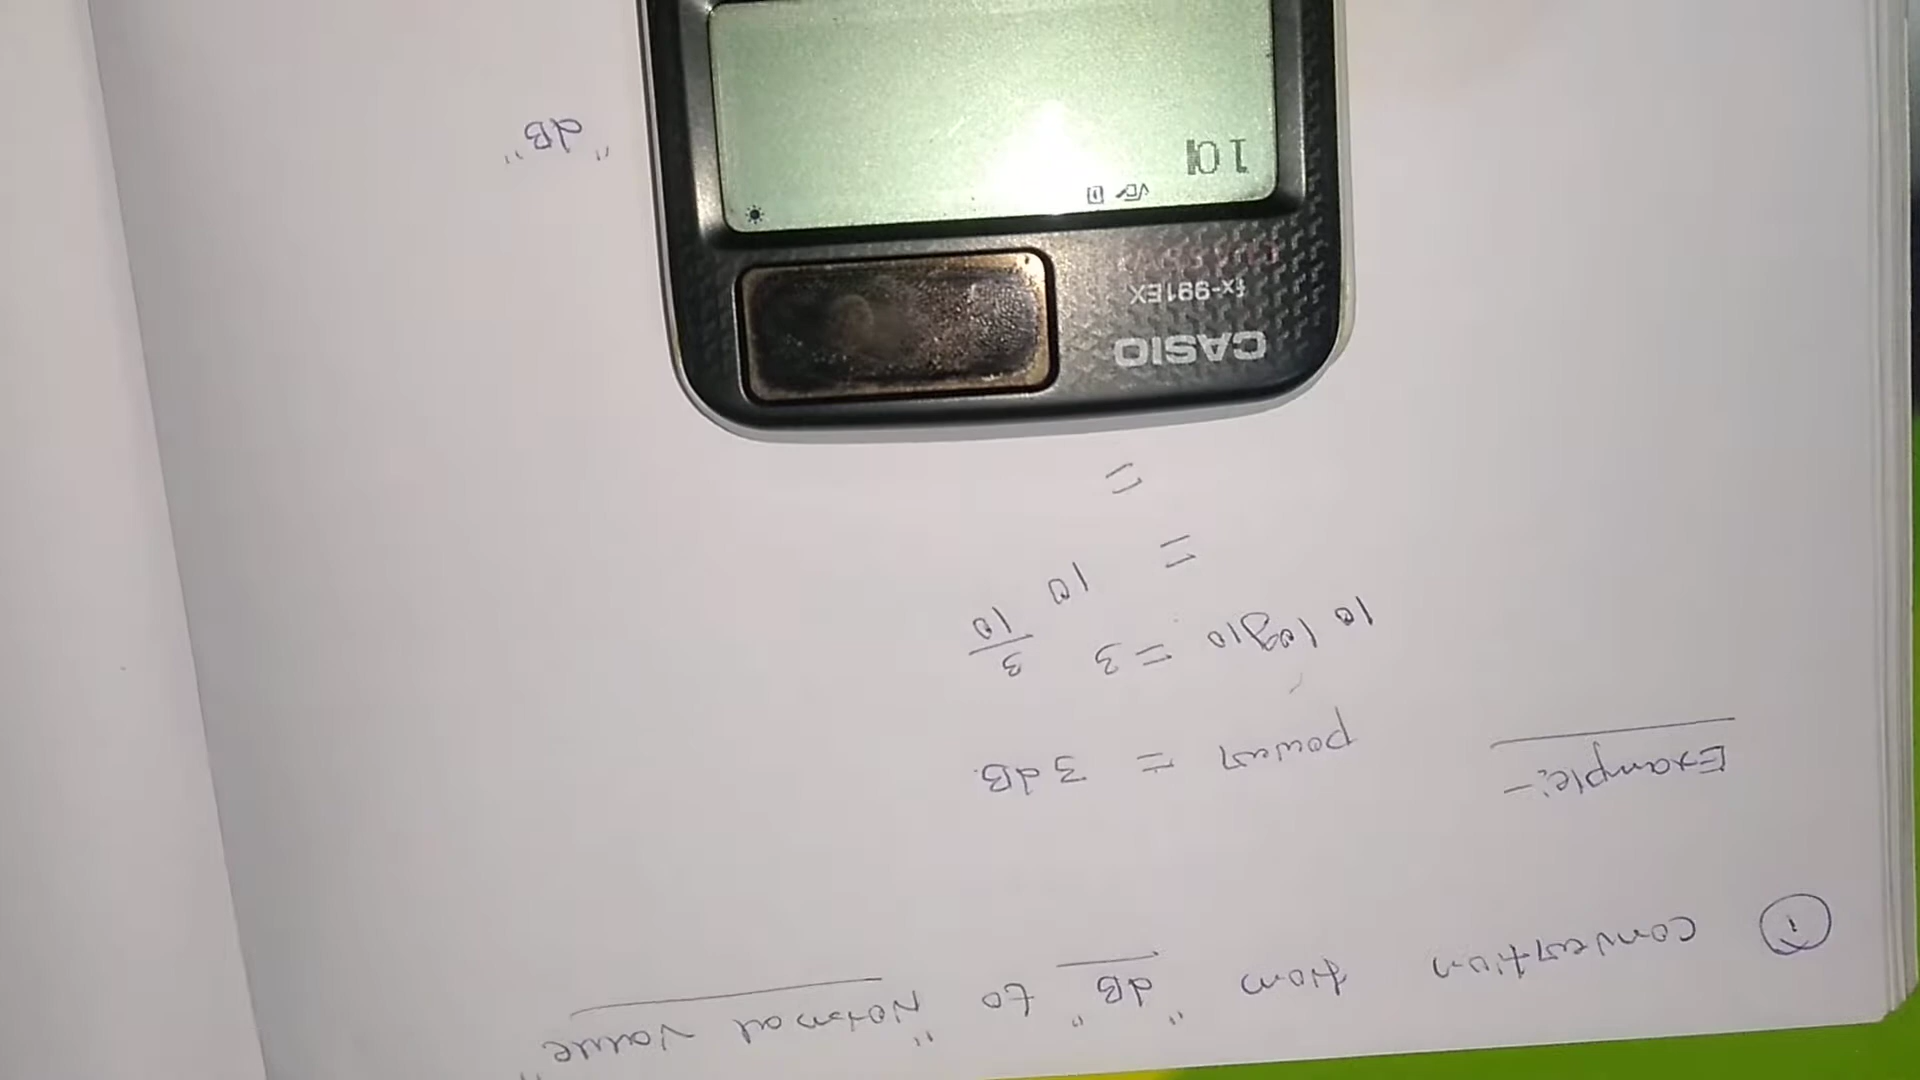 ① conversion from "dB" to "Normal value"
Example:-
power = 3 dB.
10 log10 = 3
= 10 3/10
=
CASIO
fx-991EX
10
"dB"